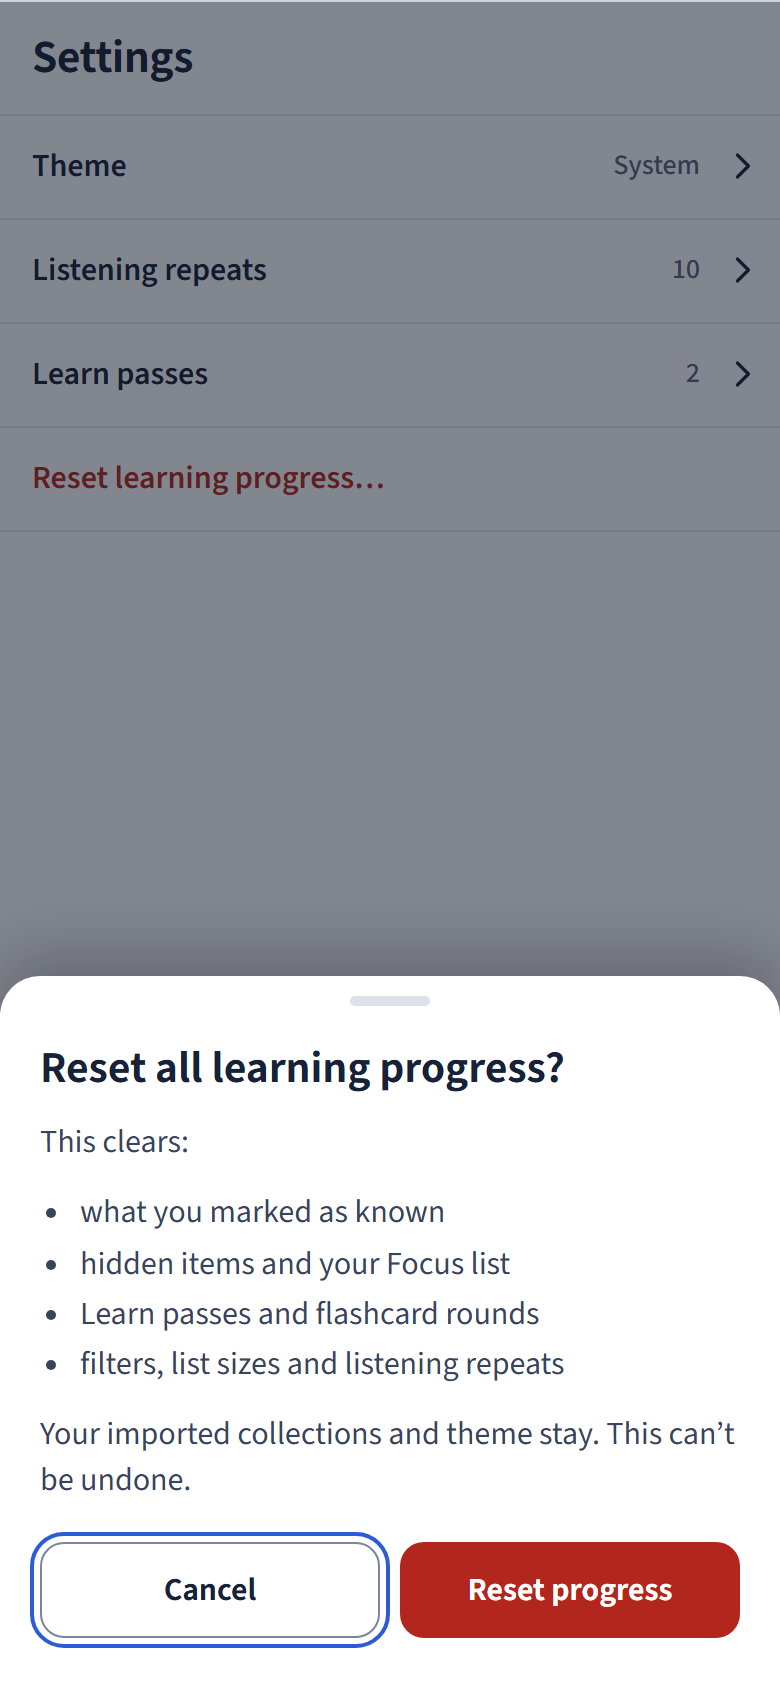 Settings
Theme System
Listening repeats 10
Learn passes 2
Reset learning progress…
Reset all learning progress?
This clears:
• what you marked as known
• hidden items and your Focus list
• Learn passes and flashcard rounds
• filters, list sizes and listening repeats
Your imported collections and theme stay. This can’t
be undone.
Cancel Reset progress